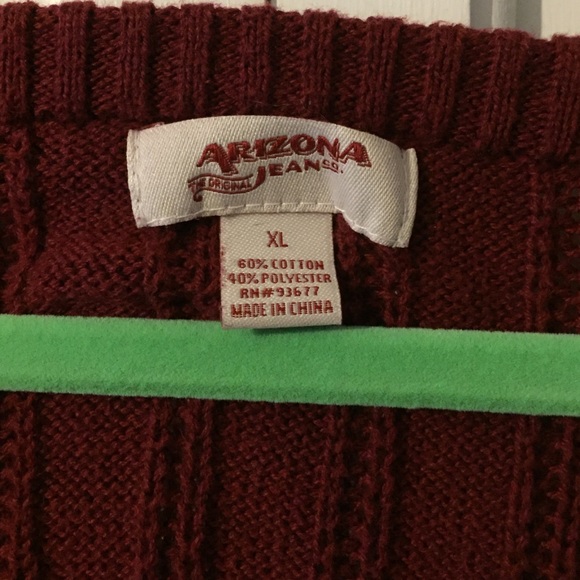 ARIZONA
THE ORIGINAL JEAN CO.
XL
60% COTTON
40% POLYESTER
RN# 93677
MADE IN CHINA